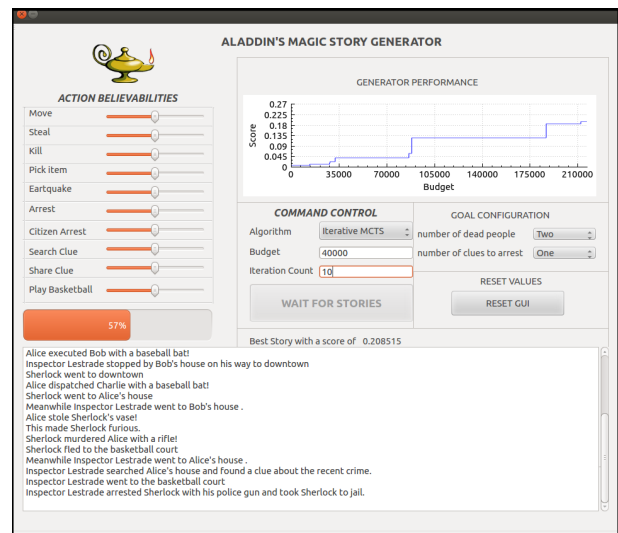 ALADDIN'S MAGIC STORY GENERATOR
ACTION BELIEVABILITIES
Move
Steal
Kill
Pick item
Eartquake
Arrest
Citizen Arrest
Search Clue
Share Clue
Play Basketball
57%
GENERATOR PERFORMANCE
Score
0.27
0.225
0.18
0.135
0.09
0.045
0
0 35000 70000 105000 140000 175000 210000
Budget
COMMAND CONTROL
Algorithm Iterative MCTS
Budget 40000
Iteration Count 10
WAIT FOR STORIES
GOAL CONFIGURATION
number of dead people Two
number of clues to arrest One
RESET VALUES
RESET GUI
Best Story with a score of 0.208515
Alice executed Bob with a baseball bat!
Inspector Lestrade stopped by Bob's house on his way to downtown
Sherlock went to downtown
Alice dispatched Charlie with a baseball bat!
Sherlock went to Alice's house
Meanwhile Inspector Lestrade went to Bob's house .
Alice stole Sherlock's vase!
This made Sherlock furious.
Sherlock murdered Alice with a rifle!
Sherlock fled to the basketball court
Meanwhile Inspector Lestrade went to Alice's house .
Inspector Lestrade searched Alice's house and found a clue about the recent crime.
Inspector Lestrade went to the basketball court
Inspector Lestrade arrested Sherlock with his police gun and took Sherlock to jail.